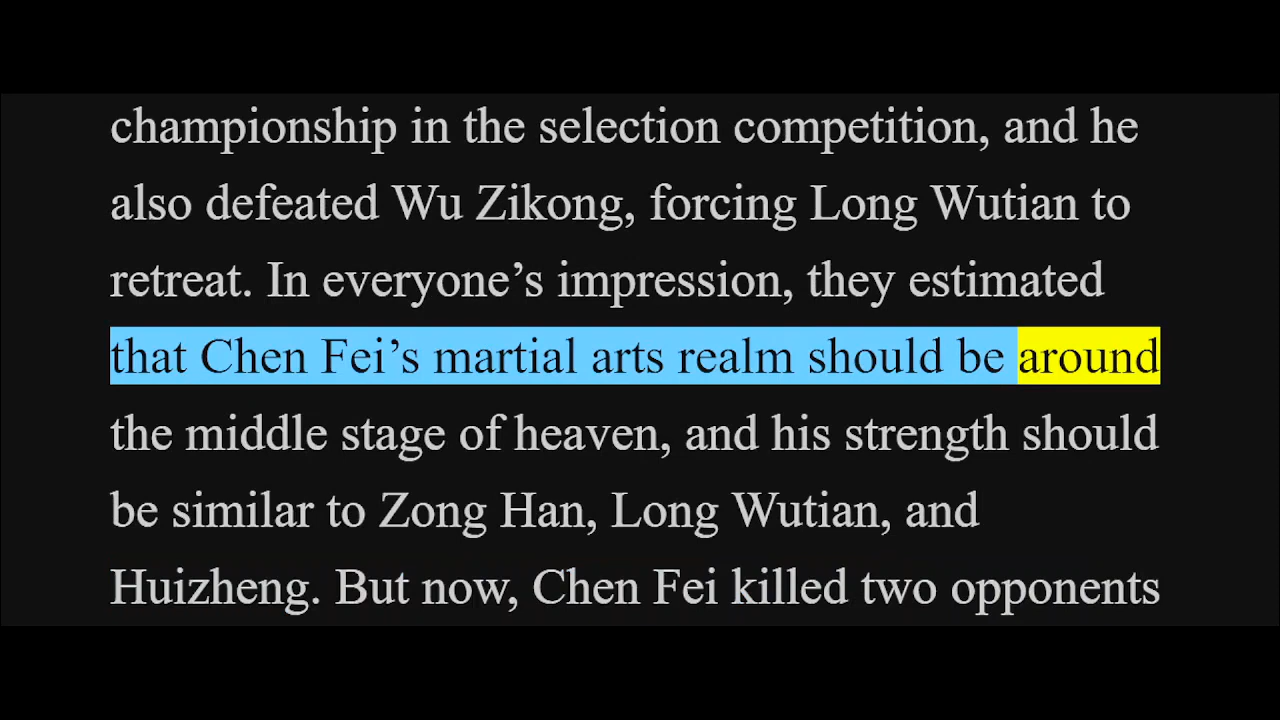 championship in the selection competition, and he
also defeated Wu Zikong, forcing Long Wutian to
retreat. In everyone’s impression, they estimated
that Chen Fei’s martial arts realm should be around
the middle stage of heaven, and his strength should
be similar to Zong Han, Long Wutian, and
Huizheng. But now, Chen Fei killed two opponents